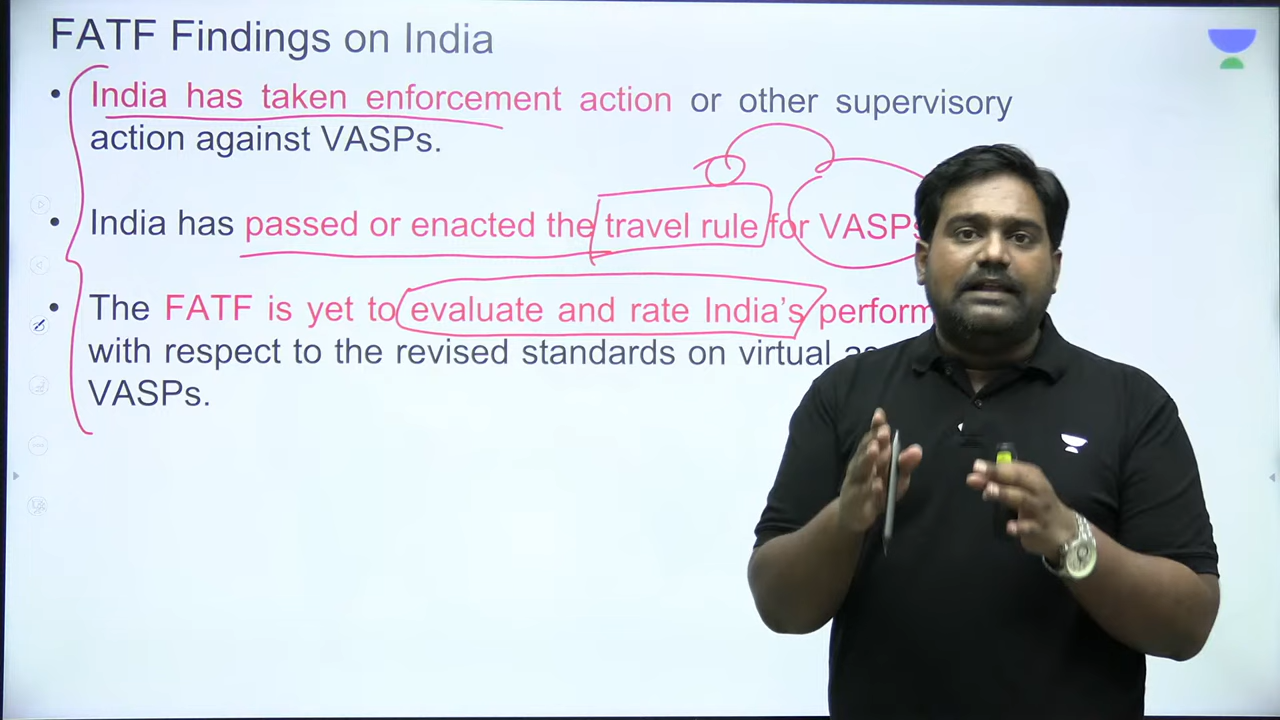 FATF Findings on India
• India has taken enforcement action or other supervisory
action against VASPs.
• India has passed or enacted the travel rule for VASPs
• The FATF is yet to evaluate and rate India's perform
with respect to the revised standards on virtual as
VASPs.